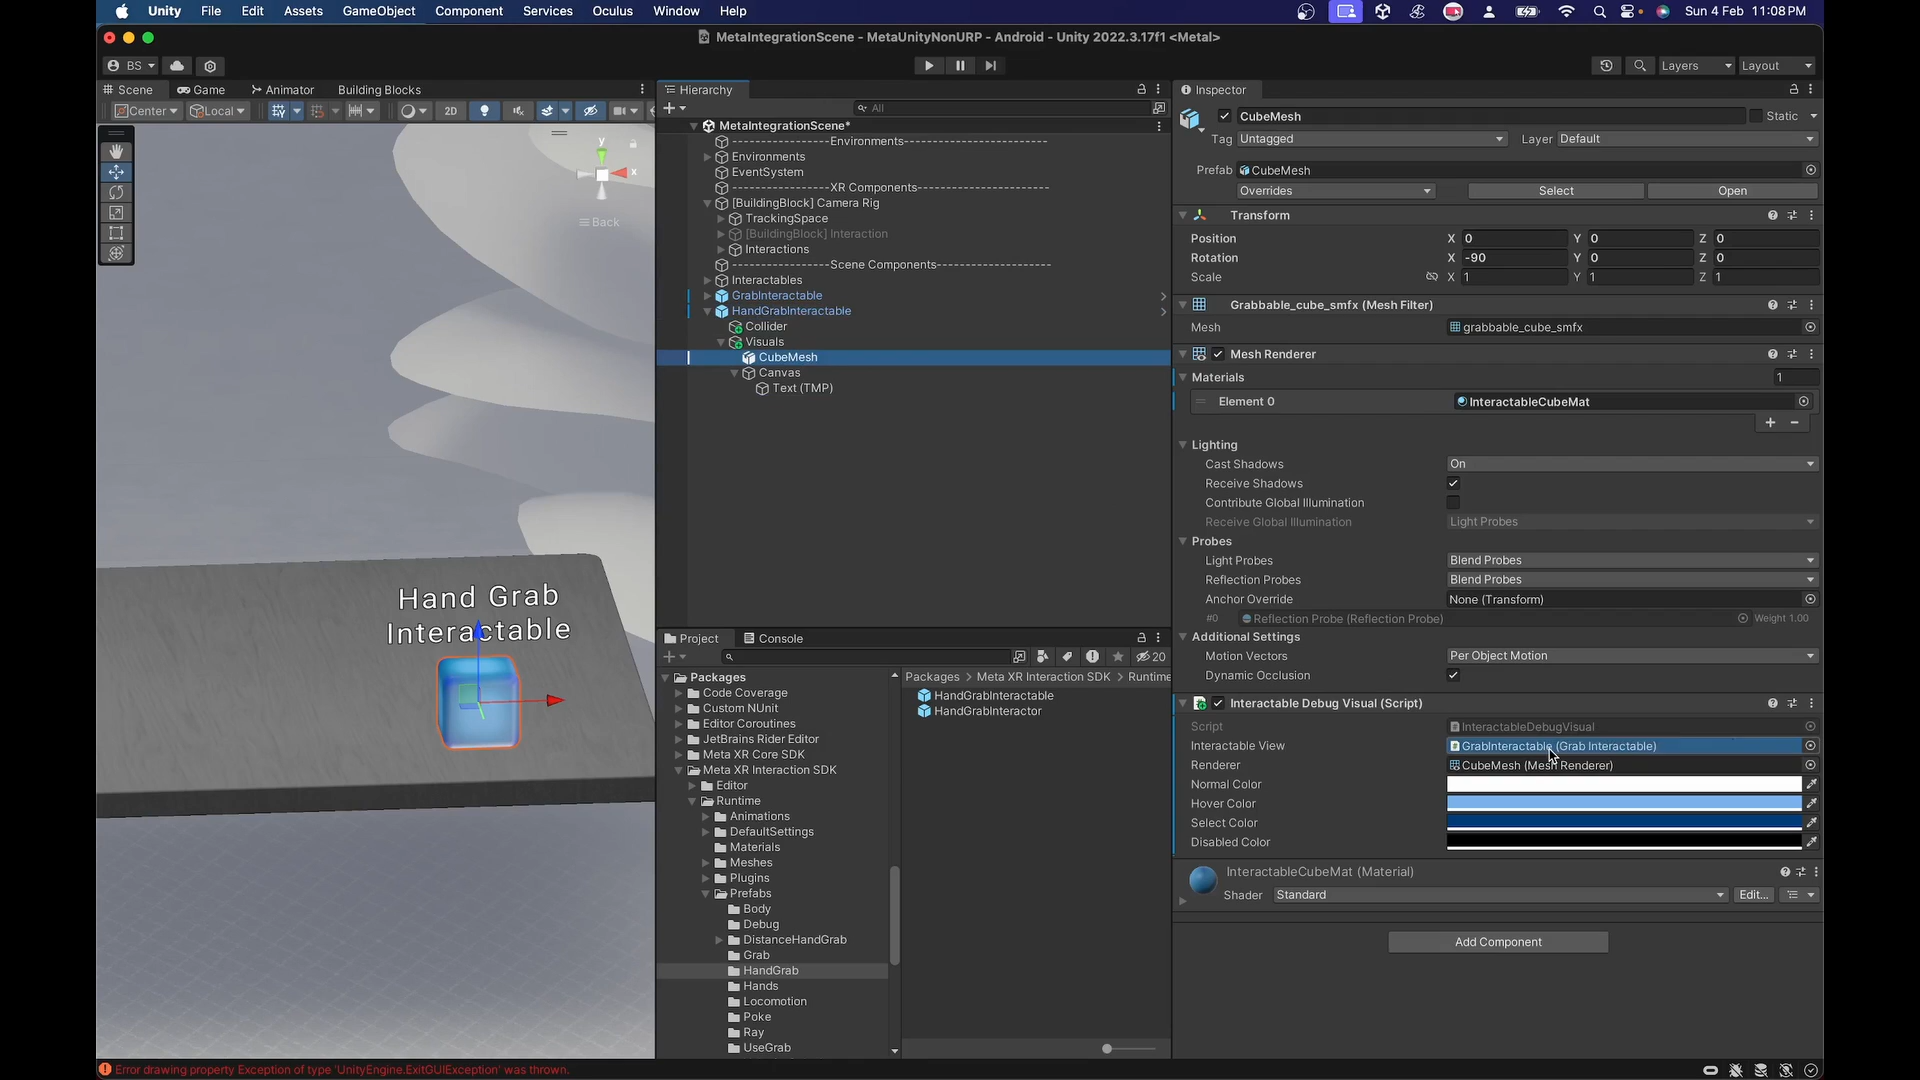 Unity File Edit Assets GameObject Component Services Oculus Window Help
Sun 4 Feb 11:08 PM
MetaIntegrationScene - MetaUnityNonURP - Android - Unity 2022.3.17f1 <Metal>
BS
Layers
Layout
Scene
Game
Animator
Building Blocks
Center
Local
2D
y
x
Back
Hand Grab
Interactable
Hierarchy
All
MetaIntegrationScene*
-----------------Environments------------------------
Environments
EventSystem
-----------------XR Components-----------------------
[BuildingBlock] Camera Rig
TrackingSpace
[BuildingBlock] Interaction
Interactions
-----------------Scene Components-------------------
Interactables
GrabInteractable
HandGrabInteractable
Collider
Visuals
CubeMesh
Canvas
Text (TMP)
Project
Console
20
Packages
Code Coverage
Custom NUnit
Editor Coroutines
JetBrains Rider Editor
Meta XR Core SDK
Meta XR Interaction SDK
Editor
Runtime
Animations
DefaultSettings
Materials
Meshes
Plugins
Prefabs
Body
Debug
DistanceHandGrab
Grab
HandGrab
Hands
Locomotion
Poke
Ray
UseGrab
Packages > Meta XR Interaction SDK > Runtime
HandGrabInteractable
HandGrabInteractor
Inspector
CubeMesh
Static
Tag Untagged
Layer Default
Prefab CubeMesh
Overrides
Select
Open
Transform
Position X 0 Y 0 Z 0
Rotation X -90 Y 0 Z 0
Scale X 1 Y 1 Z 1
Grabbable_cube_smfx (Mesh Filter)
Mesh grabbable_cube_smfx
Mesh Renderer
Materials 1
Element 0 InteractableCubeMat
Lighting
Cast Shadows On
Receive Shadows
Contribute Global Illumination
Receive Global Illumination Light Probes
Probes
Light Probes Blend Probes
Reflection Probes Blend Probes
Anchor Override None (Transform)
#0 Reflection Probe (Reflection Probe) Weight 1.00
Additional Settings
Motion Vectors Per Object Motion
Dynamic Occlusion
Interactable Debug Visual (Script)
Script InteractableDebugVisual
Interactable View GrabInteractable (Grab Interactable)
Renderer CubeMesh (Mesh Renderer)
Normal Color
Hover Color
Select Color
Disabled Color
InteractableCubeMat (Material)
Shader Standard Edit...
Add Component
Error drawing property Exception of type 'UnityEngine.ExitGUIException' was thrown.